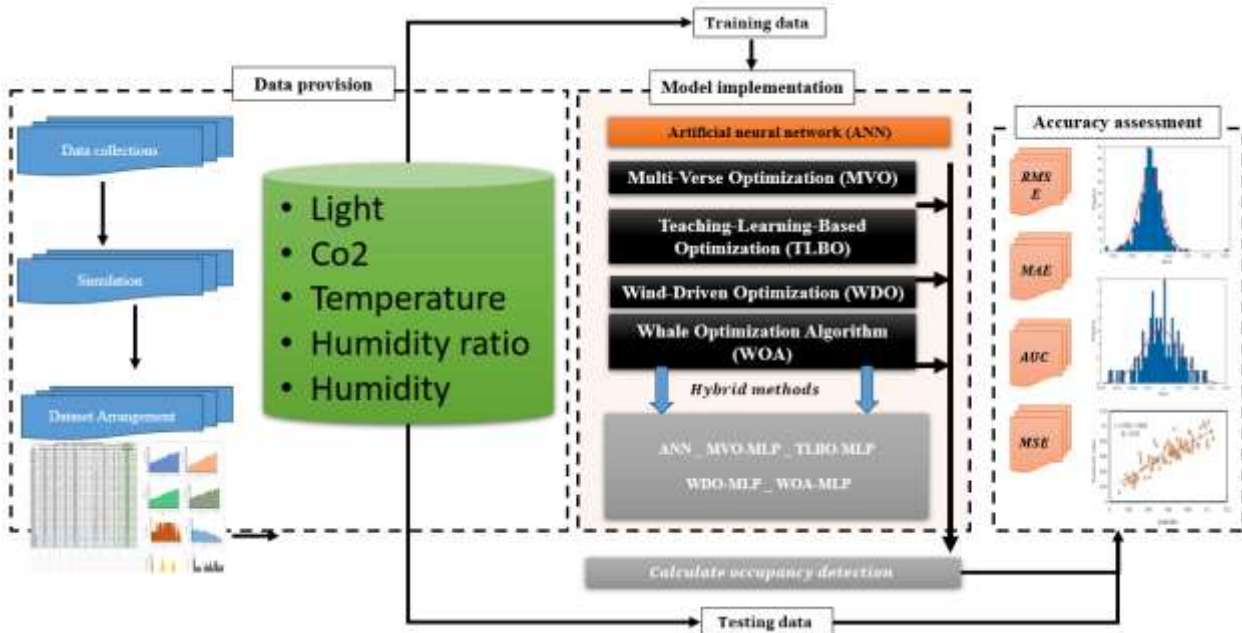 Training data
Data provision
Data collections
Simulation
Dataset Arrangement
• Light
• Co2
• Temperature
• Humidity ratio
• Humidity
Model implementation
Artificial neural network (ANN)
Multi-Verse Optimization (MVO)
Teaching-Learning-Based
Optimization (TLBO)
Wind-Driven Optimization (WDO)
Whale Optimization Algorithm
(WOA)
Hybrid methods
ANN _ MVO-MLP _ TLBO-MLP
WDO-MLP _ WOA-MLP
Calculate occupancy detection
Testing data
Accuracy assessment
RMS
E
MAE
AUC
MSE